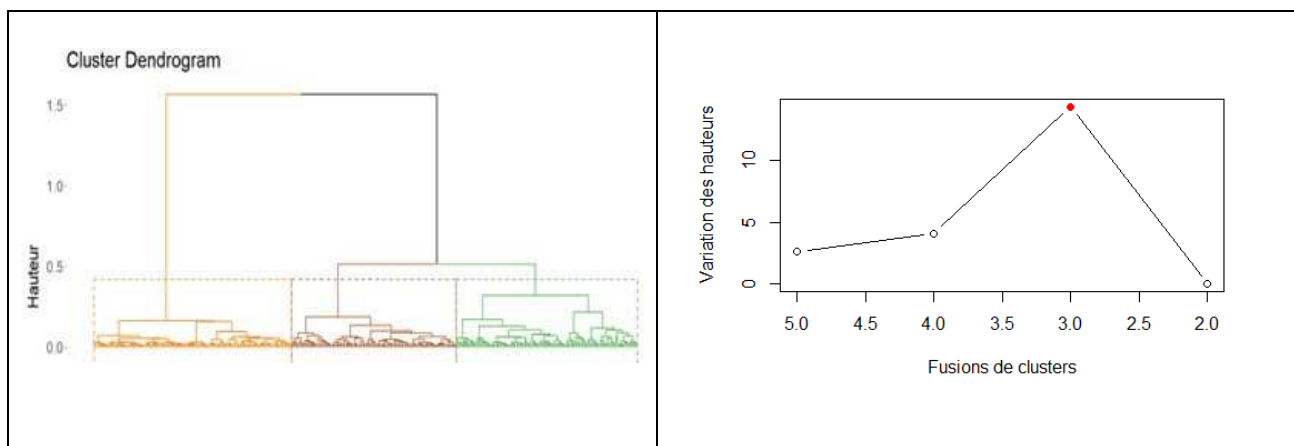 Cluster Dendrogram
Hauteur
1.5
1.0
0.5
0.0
Variation des hauteurs
10
5
0
5.0 4.5 4.0 3.5 3.0 2.5 2.0
Fusions de clusters